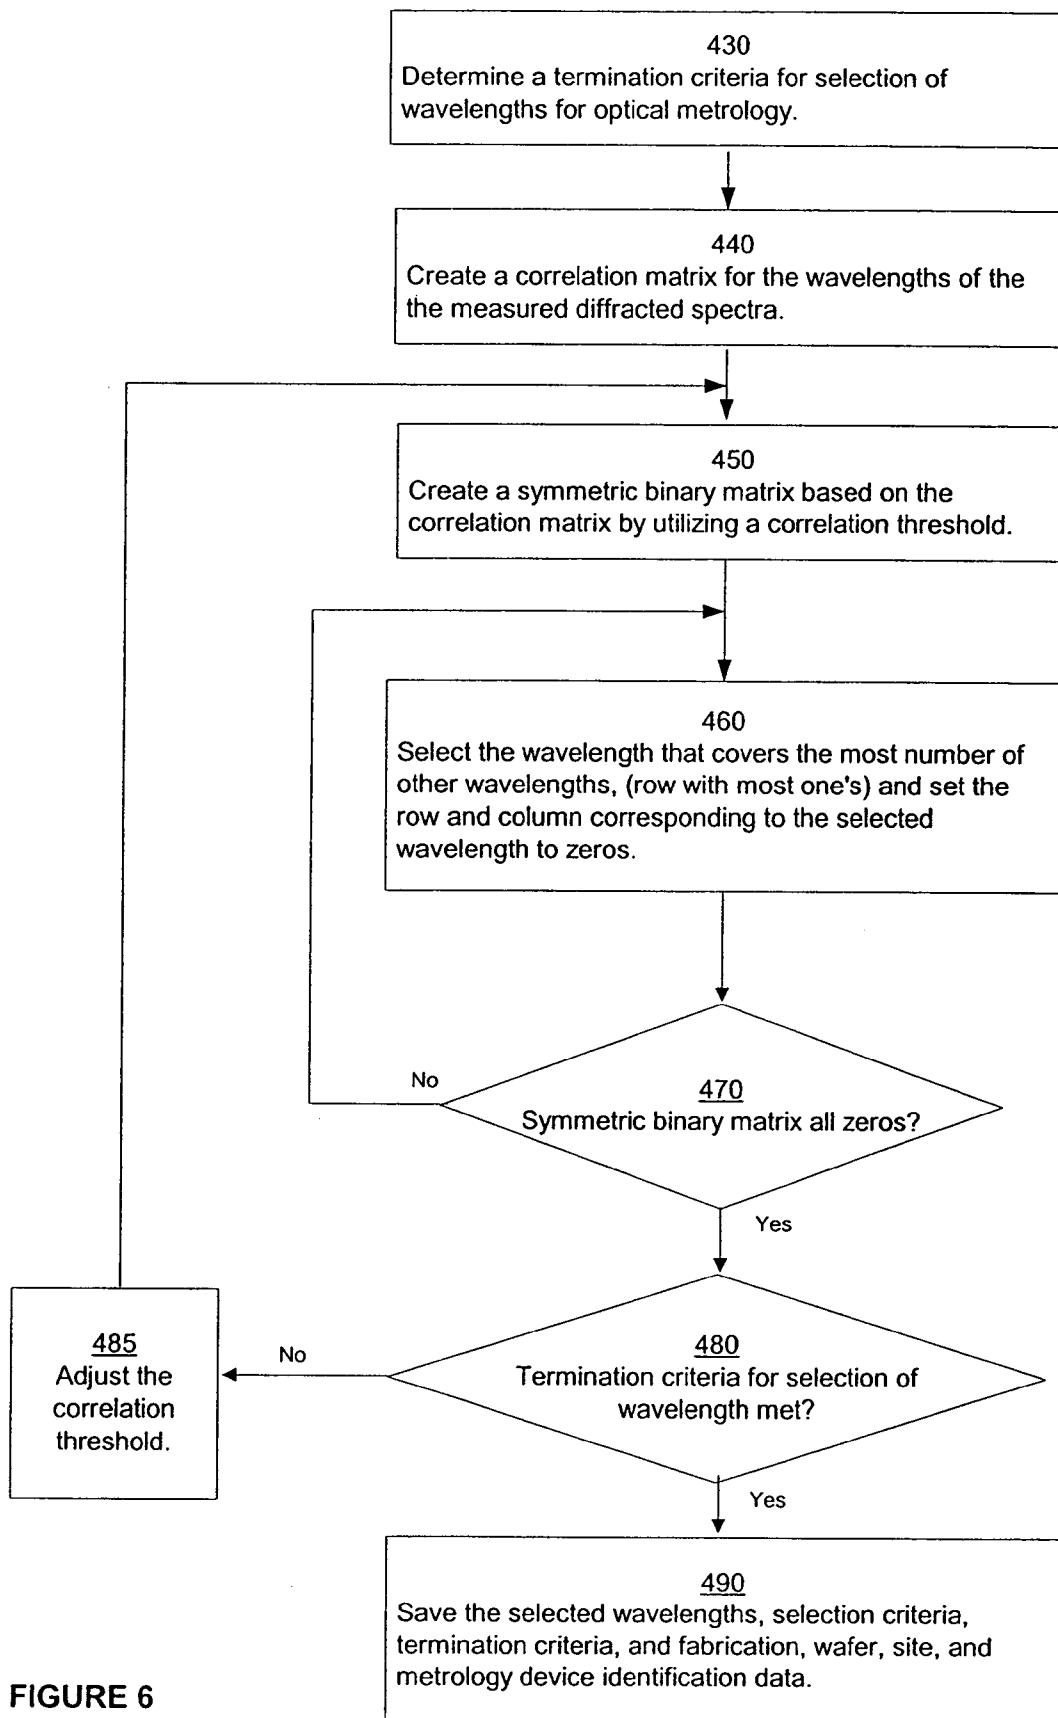 430
Determine a termination criteria for selection of
wavelengths for optical metrology.
440
Create a correlation matrix for the wavelengths of the
the measured diffracted spectra.
450
Create a symmetric binary matrix based on the
correlation matrix by utilizing a correlation threshold.
460
Select the wavelength that covers the most number of
other wavelengths, (row with most one's) and set the
row and column corresponding to the selected
wavelength to zeros.
No
470
Symmetric binary matrix all zeros?
Yes
485
Adjust the
correlation
threshold.
No
480
Termination criteria for selection of
wavelength met?
Yes
490
Save the selected wavelengths, selection criteria,
termination criteria, and fabrication, wafer, site, and
metrology device identification data.
FIGURE 6